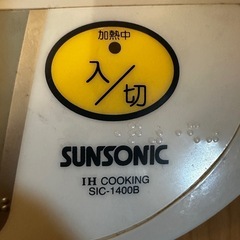 加熱中
入/切
SUNSONIC
IH COOKING
SIC-1400B